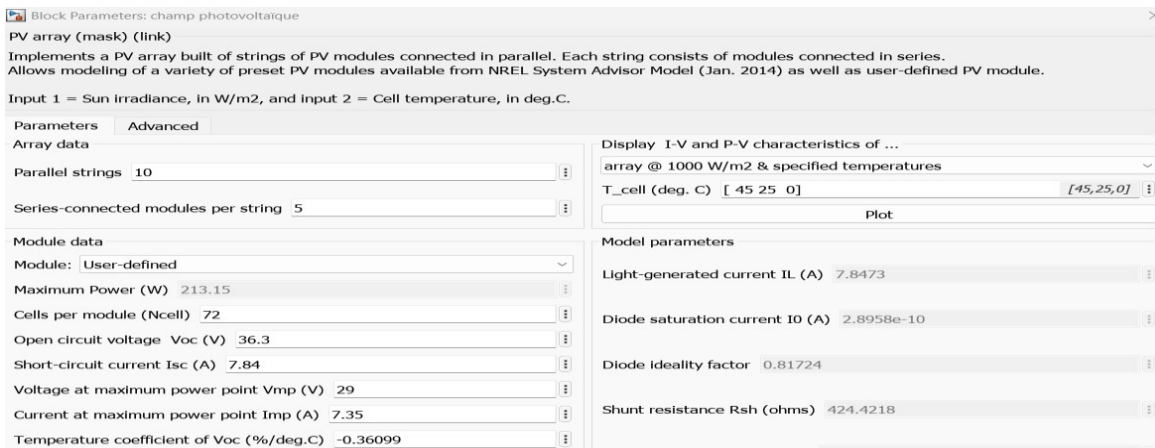 Block Parameters: champ photovoltaïque
PV array (mask) (link)
Implements a PV array built of strings of PV modules connected in parallel. Each string consists of modules connected in series.
Allows modeling of a variety of preset PV modules available from NREL System Advisor Model (Jan. 2014) as well as user-defined PV module.
Input 1 = Sun irradiance, in W/m2, and input 2 = Cell temperature, in deg.C.
Parameters Advanced
Array data
Parallel strings 10
Series-connected modules per string 5
Display I-V and P-V characteristics of ...
array @ 1000 W/m2 & specified temperatures
T_cell (deg. C) [ 45 25 0] [45,25,0]
Plot
Module data
Module: User-defined
Maximum Power (W) 213.15
Cells per module (Ncell) 72
Open circuit voltage Voc (V) 36.3
Short-circuit current Isc (A) 7.84
Voltage at maximum power point Vmp (V) 29
Current at maximum power point Imp (A) 7.35
Temperature coefficient of Voc (%/deg.C) -0.36099
Model parameters
Light-generated current IL (A) 7.8473
Diode saturation current I0 (A) 2.8958e-10
Diode ideality factor 0.81724
Shunt resistance Rsh (ohms) 424.4218